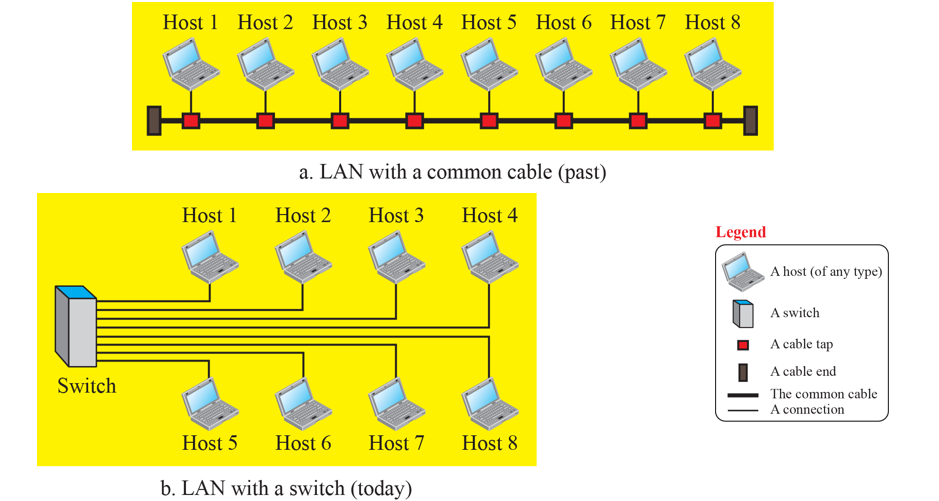 Host 1 Host 2 Host 3 Host 4 Host 5 Host 6 Host 7 Host 8
a. LAN with a common cable (past)
Host 1 Host 2 Host 3 Host 4
Switch
Host 5 Host 6 Host 7 Host 8
b. LAN with a switch (today)
Legend
A host (of any type)
A switch
A cable tap
A cable end
The common cable
A connection